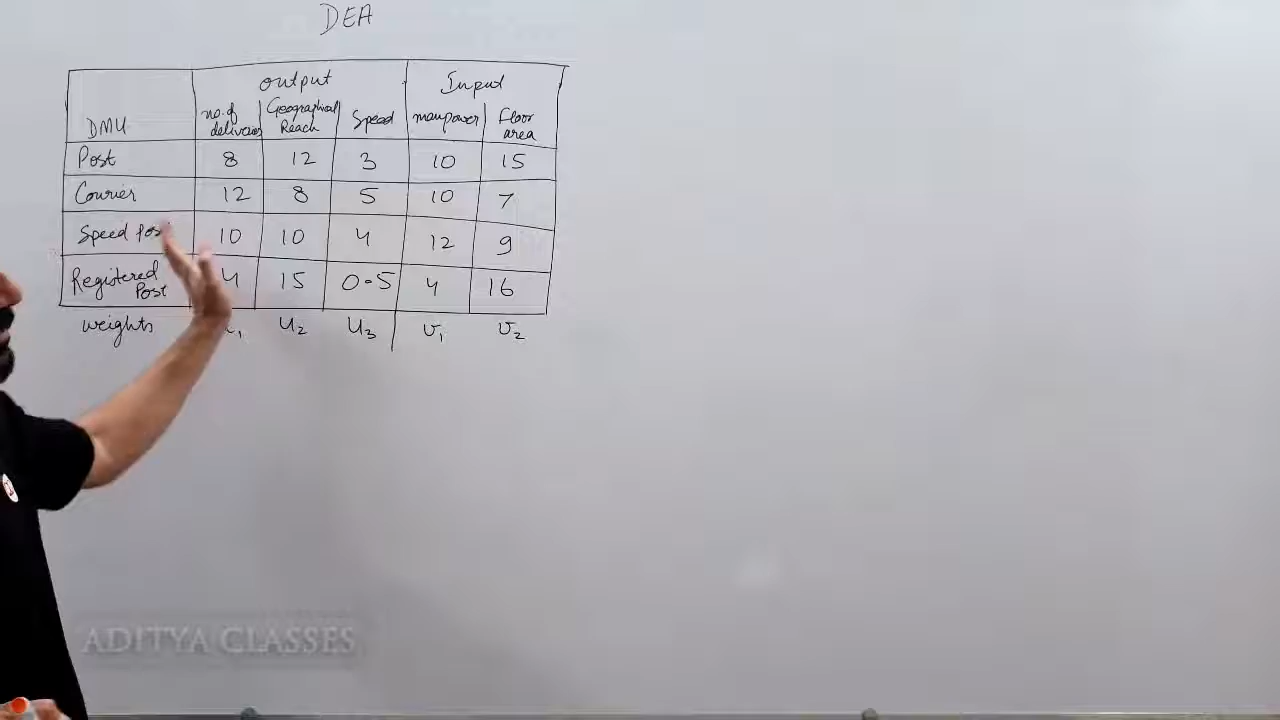 DEA
output Input
DMU no. of deliveries Geographical Reach Speed manpower Floor area
Post 8 12 3 10 15
Courier 12 8 5 10 7
Speed Post 10 10 4 12 9
Registered Post 4 15 0.5 4 16
weights u₂ u₃ v₁ v₂
ADITYA CLASSES